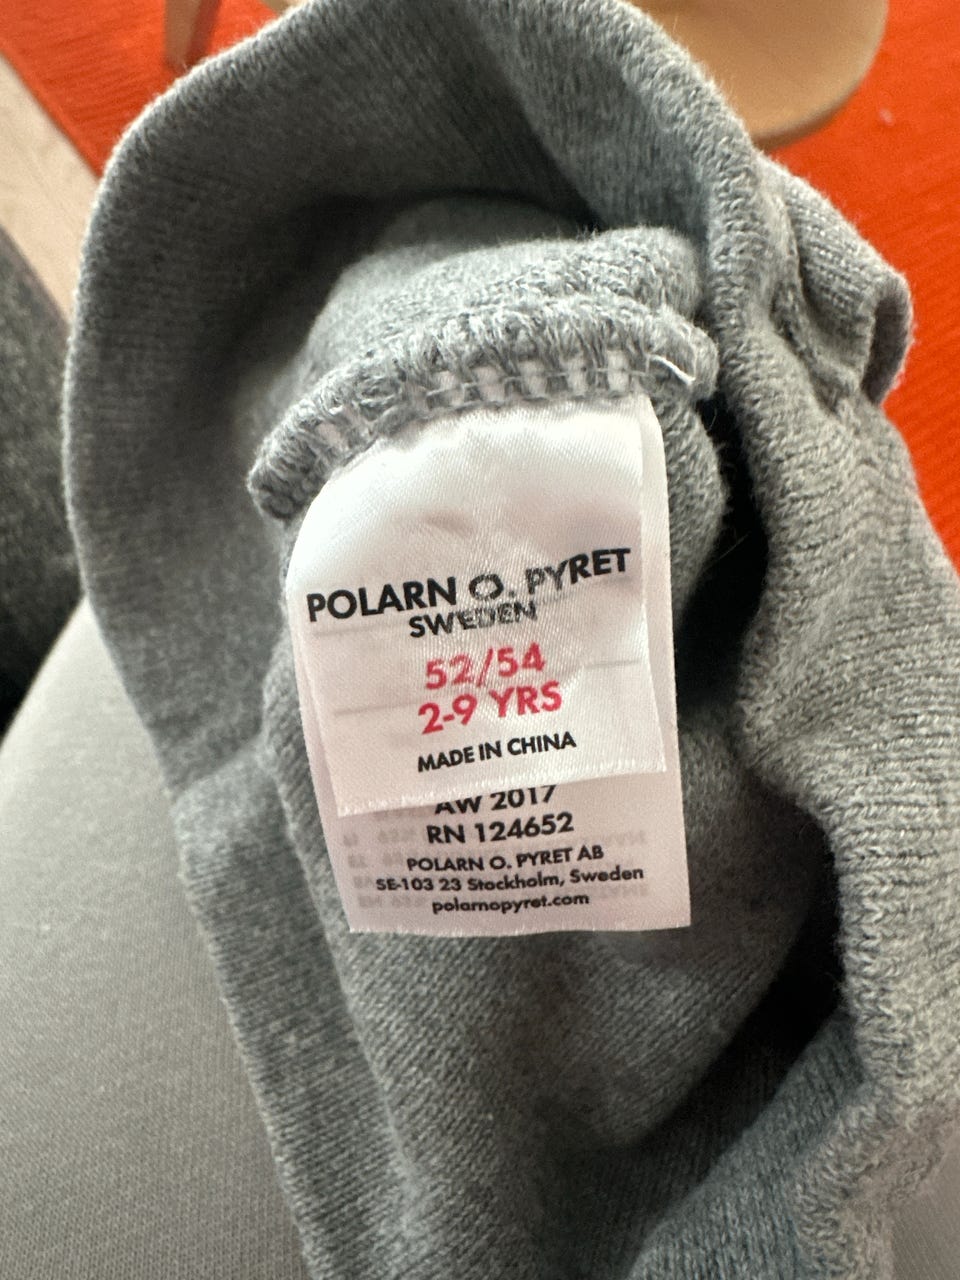 POLARN O. PYRET
SWEDEN
52/54
2-9 YRS
MADE IN CHINA
AW 2017
RN 124652
POLARN O. PYRET AB
SE-103 23 Stockholm, Sweden
polarnopyret.com